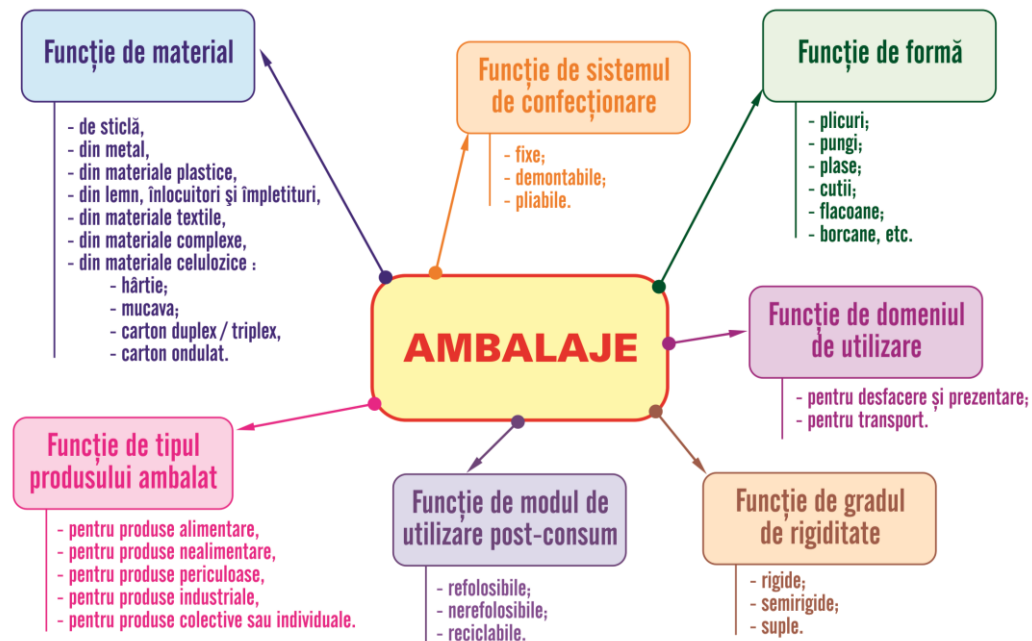 Funcție de material
- de sticlă,
- din metal,
- din materiale plastice,
- din lemn, înlocuitori și împletituri,
- din materiale textile,
- din materiale complexe,
- din materiale celulozice :
- hârtie;
- mucava;
- carton duplex / triplex,
- carton ondulat.
Funcție de sistemul
de confecționare
- fixe;
- demontabile;
- pliabile.
Funcție de formă
- plicuri;
- pungi;
- plase;
- cutii;
- flacoane;
- borcane, etc.
AMBALAJE
Funcție de domeniul
de utilizare
- pentru desfacere și prezentare;
- pentru transport.
Funcție de tipul
produsului ambalat
- pentru produse alimentare,
- pentru produse nealimentare,
- pentru produse periculoase,
- pentru produse industriale,
- pentru produse colective sau individuale.
Funcție de modul de
utilizare post-consum
- refolosibile;
- nerefolosibile;
- reciclabile.
Funcție de gradul
de rigiditate
- rigide;
- semirigide;
- suple.